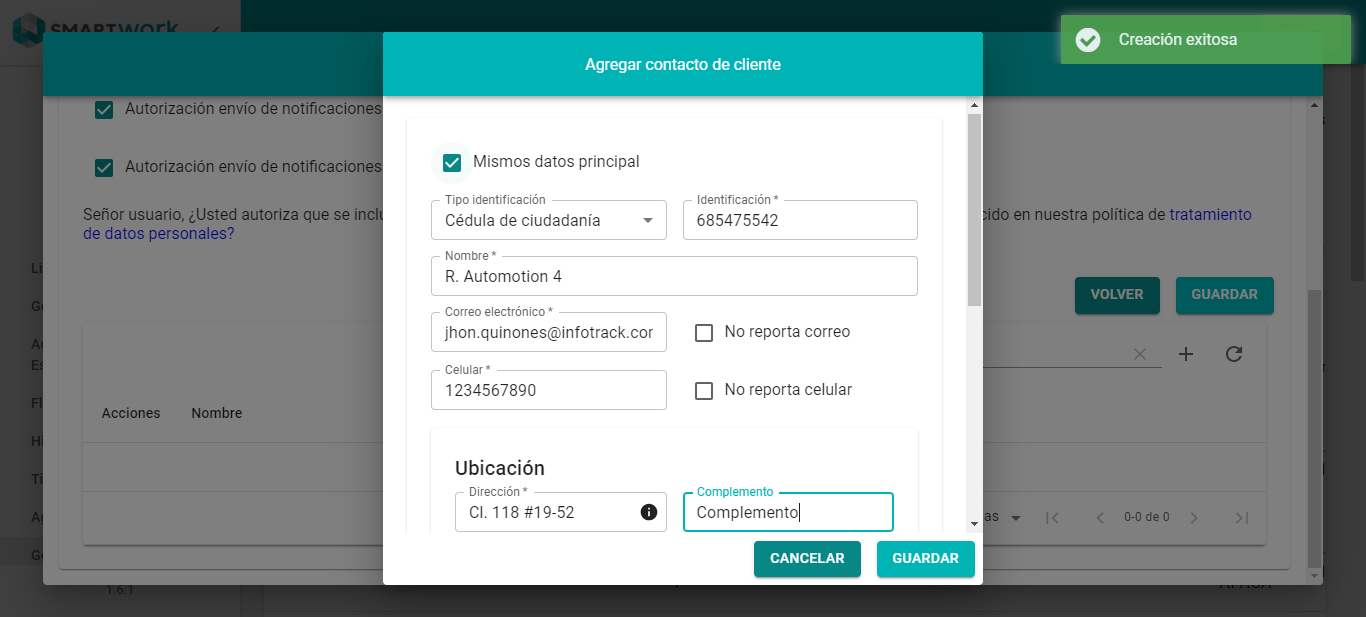 SMARTWORK
Creación exitosa
Agregar contacto de cliente
Autorización envío de notificaciones
Autorización envío de notificaciones
Señor usuario, ¿Usted autoriza que se
cido en nuestra política de tratamiento
de datos personales?
VOLVER
GUARDAR
Acciones
Nombre
0-0 de 0
1.6.1
Mismos datos principal
Tipo identificación
Cédula de ciudadanía
Identificación *
685475542
Nombre *
R. Automotion 4
Correo electrónico *
jhon.quinones@infotrack.cor
No reporta correo
Celular *
1234567890
No reporta celular
Ubicación
Dirección *
Cl. 118 #19-52
Complemento
Complemento
CANCELAR
GUARDAR